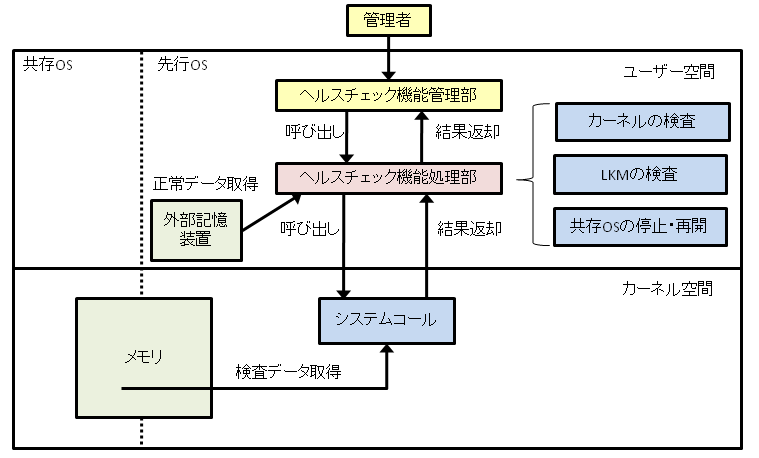 管理者
共存OS
先行OS
ユーザー空間
ヘルスチェック機能管理部
呼び出し
結果返却
カーネルの検査
正常データ取得
ヘルスチェック機能処理部
LKMの検査
外部記憶
装置
呼び出し
結果返却
共存OSの停止・再開
カーネル空間
システムコール
メモリ
検査データ取得